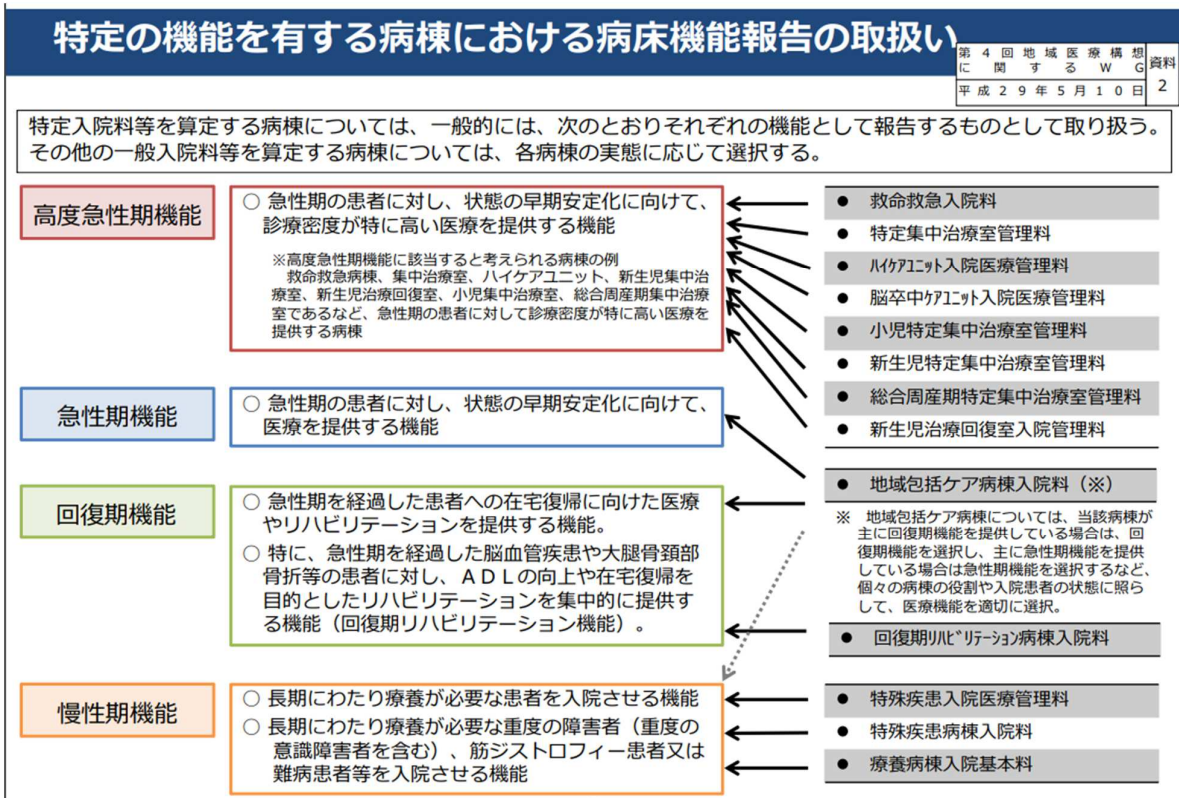 特定の機能を有する病棟における病床機能報告の取扱い
第４回地域医療構想
に関するＷＧ
平成２９年５月１０日
資料
2
特定入院料等を算定する病棟については、一般的には、次のとおりそれぞれの機能として報告するものとして取り扱う。
その他の一般入院料等を算定する病棟については、各病棟の実態に応じて選択する。
高度急性期機能
○ 急性期の患者に対し、状態の早期安定化に向けて、
診療密度が特に高い医療を提供する機能
※高度急性期機能に該当すると考えられる病棟の例
救命救急病棟、集中治療室、ハイケアユニット、新生児集中治
療室、新生児治療回復室、小児集中治療室、総合周産期集中治療
室であるなど、急性期の患者に対して診療密度が特に高い医療を
提供する病棟
● 救命救急入院料
● 特定集中治療室管理料
● ﾊｲｹｱﾕﾆｯﾄ入院医療管理料
● 脳卒中ｹｱﾕﾆｯﾄ入院医療管理料
● 小児特定集中治療室管理料
● 新生児特定集中治療室管理料
● 総合周産期特定集中治療室管理料
● 新生児治療回復室入院管理料
急性期機能
○ 急性期の患者に対し、状態の早期安定化に向けて、
医療を提供する機能
回復期機能
○ 急性期を経過した患者への在宅復帰に向けた医療
やリハビリテーションを提供する機能。
○ 特に、急性期を経過した脳血管疾患や大腿骨頚部
骨折等の患者に対し、ＡＤＬの向上や在宅復帰を
目的としたリハビリテーションを集中的に提供す
る機能（回復期リハビリテーション機能）。
● 地域包括ケア病棟入院料（※）
※ 地域包括ケア病棟については、当該病棟が
主に回復期機能を提供している場合は、回
復期機能を選択し、主に急性期機能を提供
している場合は急性期機能を選択するなど、
個々の病棟の役割や入院患者の状態に照ら
して、医療機能を適切に選択。
● 回復期ﾘﾊﾋﾞﾘﾃｰｼｮﾝ病棟入院料
慢性期機能
○ 長期にわたり療養が必要な患者を入院させる機能
○ 長期にわたり療養が必要な重度の障害者（重度の
意識障害者を含む）、筋ジストロフィー患者又は
難病患者等を入院させる機能
● 特殊疾患入院医療管理料
● 特殊疾患病棟入院料
● 療養病棟入院基本料